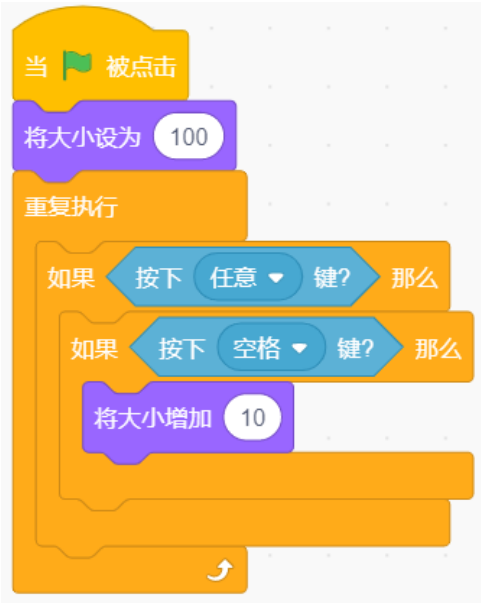 当 被点击
将大小设为 100
重复执行
如果 按下 任意 键? 那么
如果 按下 空格 键? 那么
将大小增加 10